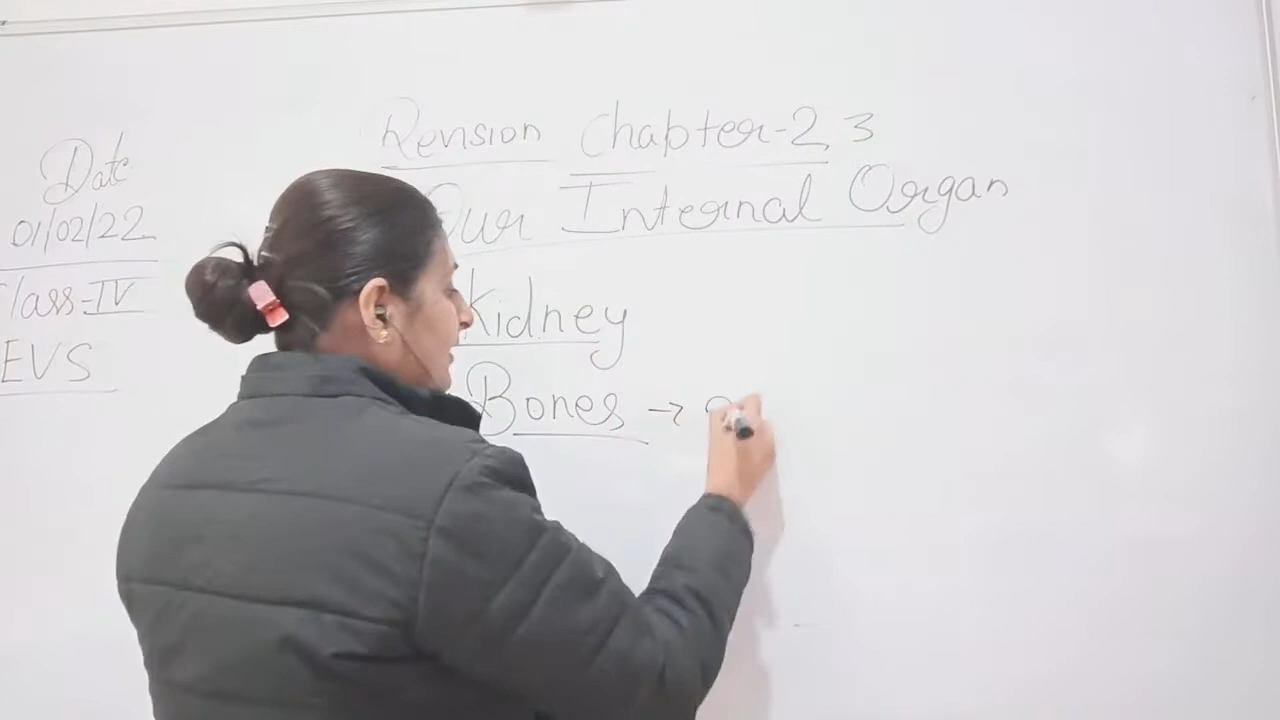 Date
01/02/22
Class-IV
EVS
Revision Chapter-2, 3
Our Internal Organ
Kidney
Bones →